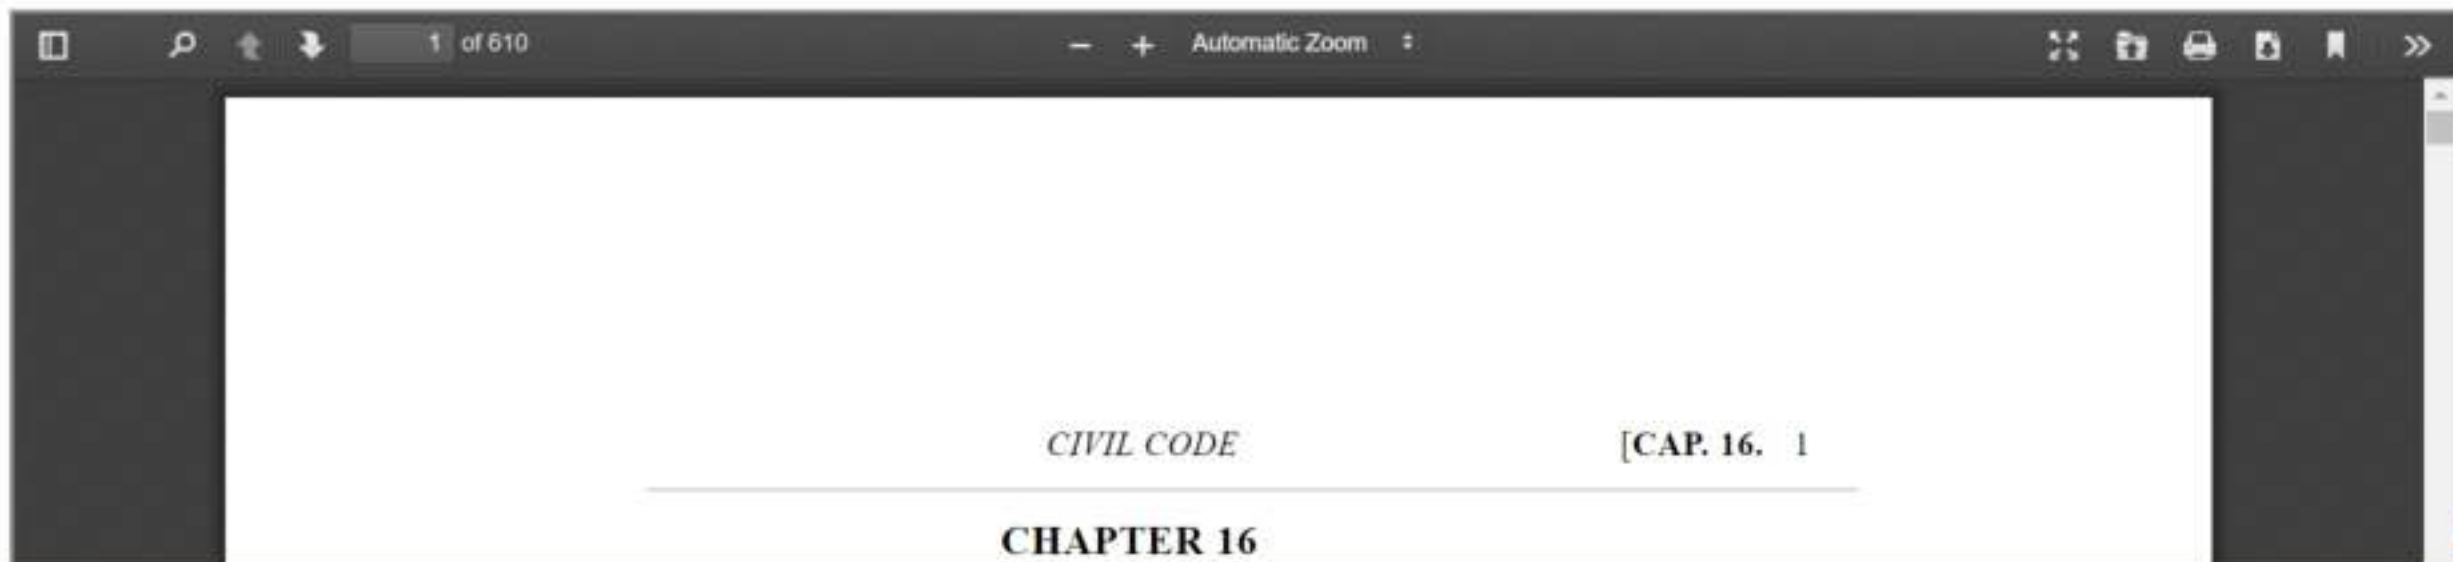 1 of 610 Automatic Zoom
CIVIL CODE [CAP. 16. 1
CHAPTER 16